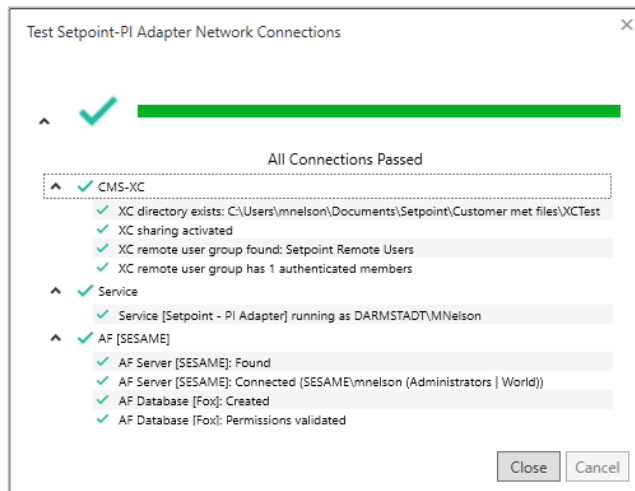 Test Setpoint-PI Adapter Network Connections
All Connections Passed
CMS-XC
XC directory exists: C:\Users\mnelson\Documents\Setpoint\Customer met files\XCTest
XC sharing activated
XC remote user group found: Setpoint Remote Users
XC remote user group has 1 authenticated members
Service
Service [Setpoint - PI Adapter] running as DARMSTADT\MNelson
AF [SESAME]
AF Server [SESAME]: Found
AF Server [SESAME]: Connected (SESAME\mnelson (Administrators | World))
AF Database [Fox]: Created
AF Database [Fox]: Permissions validated
Close Cancel